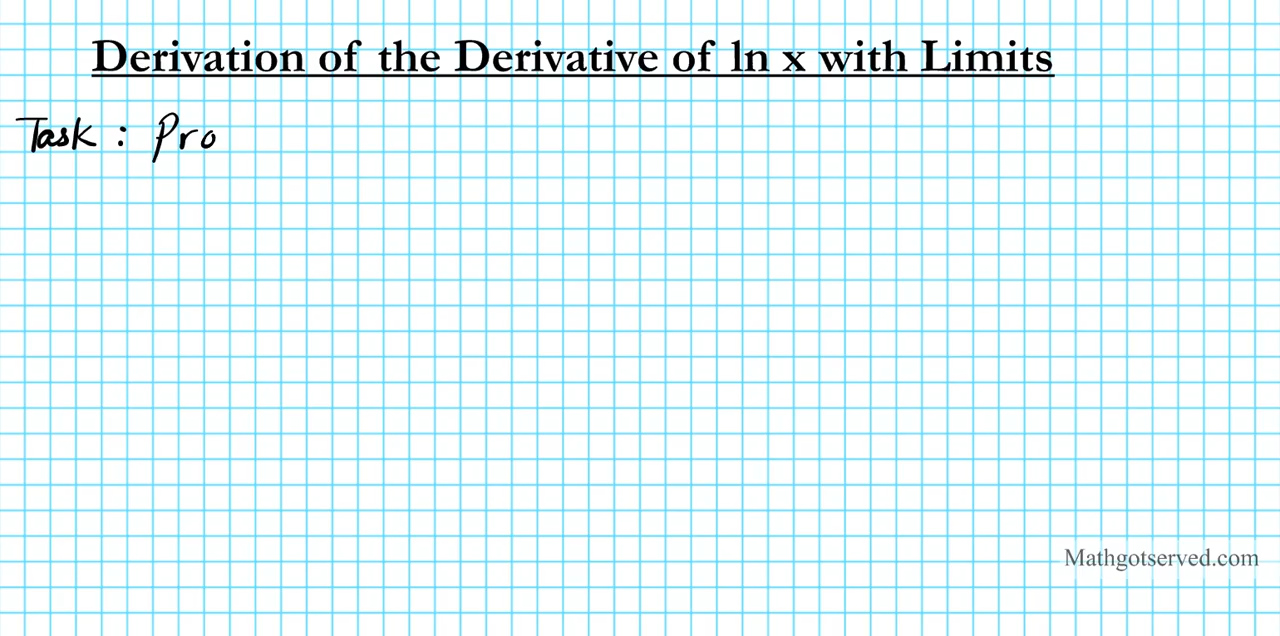 Derivation of the Derivative of ln x with Limits
Task : Pro
Mathgotserved.com